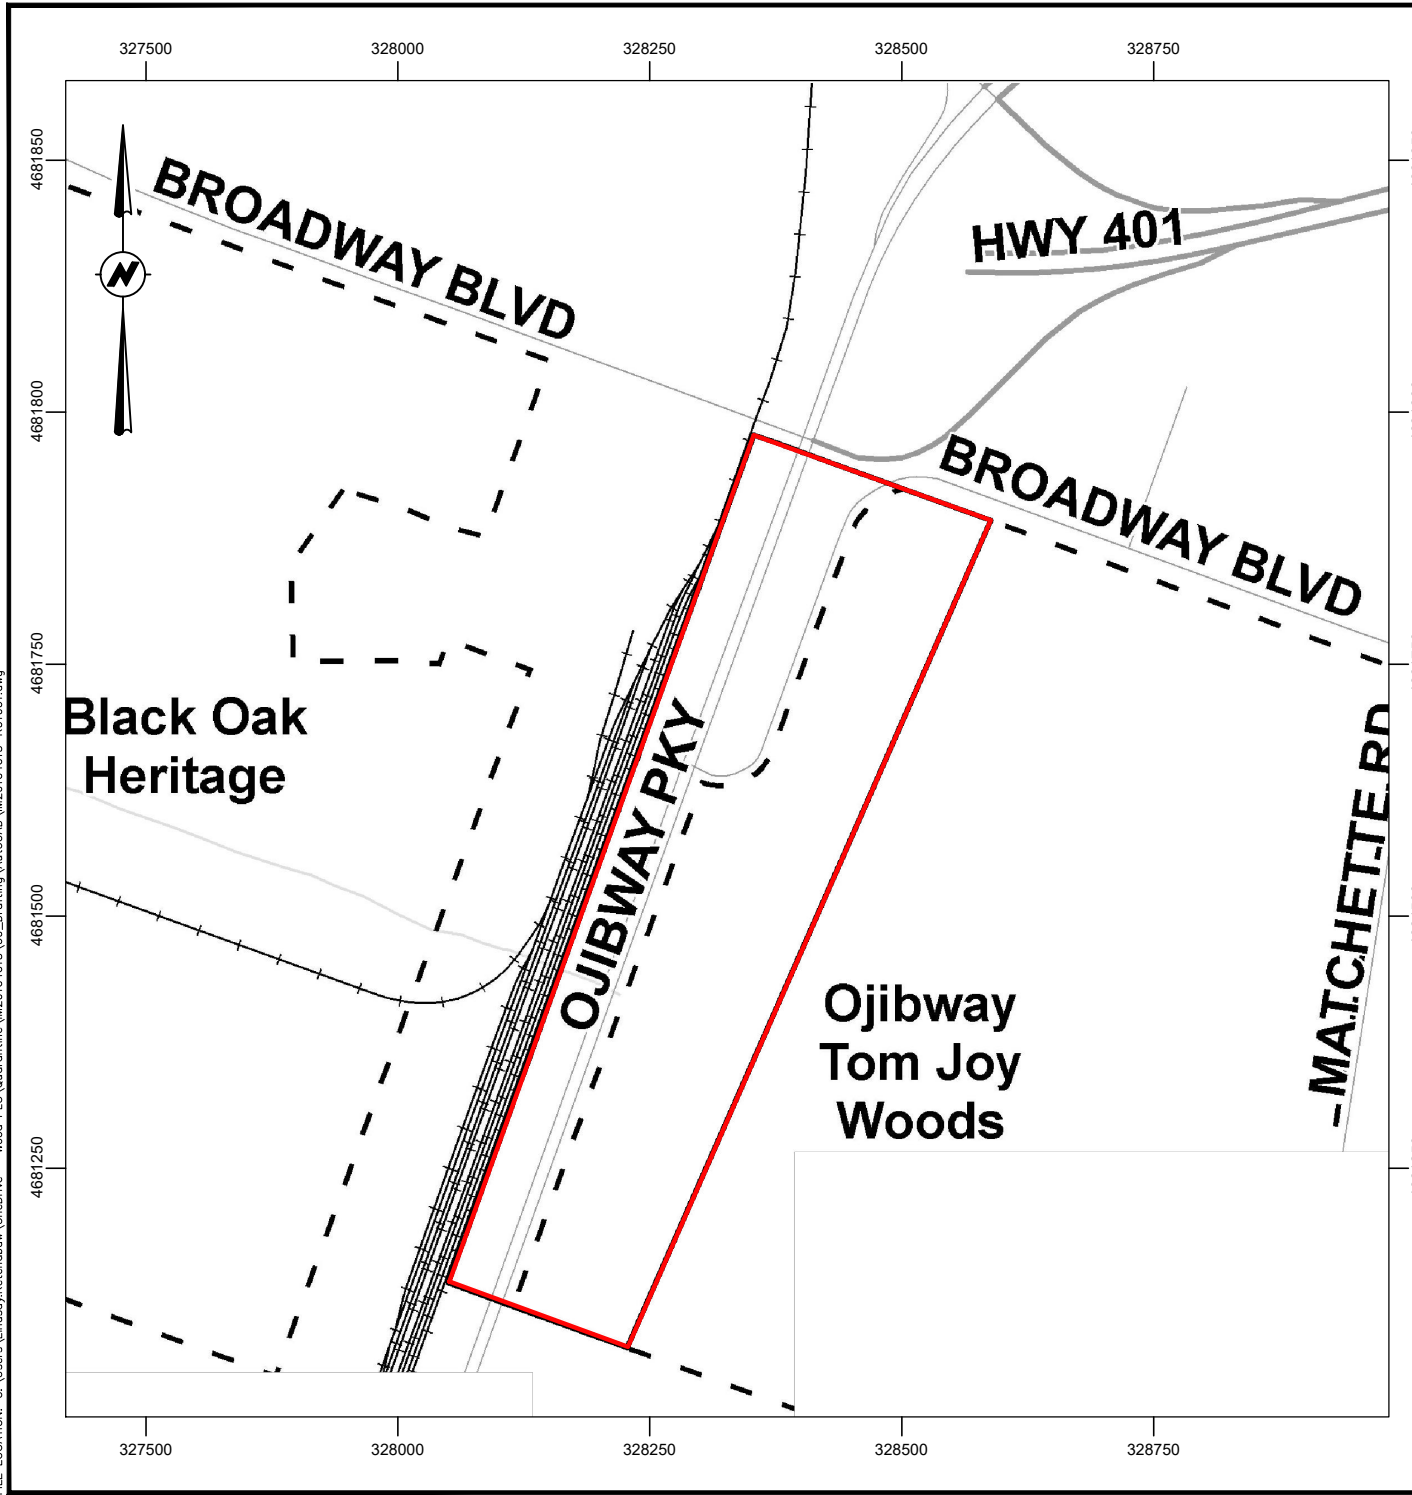 327500 328000 328250 328500 328750
4681850
BROADWAY BLVD
HWY 401
4681800
BROADWAY BLVD
4681750
Black Oak
Heritage
OJIBWAY PKY
MATCHETTE RD
4681500
Ojibway
Tom Joy
Woods
4681250
327500 328000 328250 328500 328750